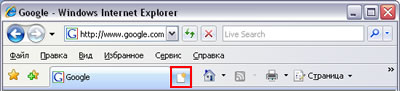 Google - Windows Internet Explorer
http://www.google.com Live Search
Файл Правка Вид Избранное Сервис Справка
Google Страница